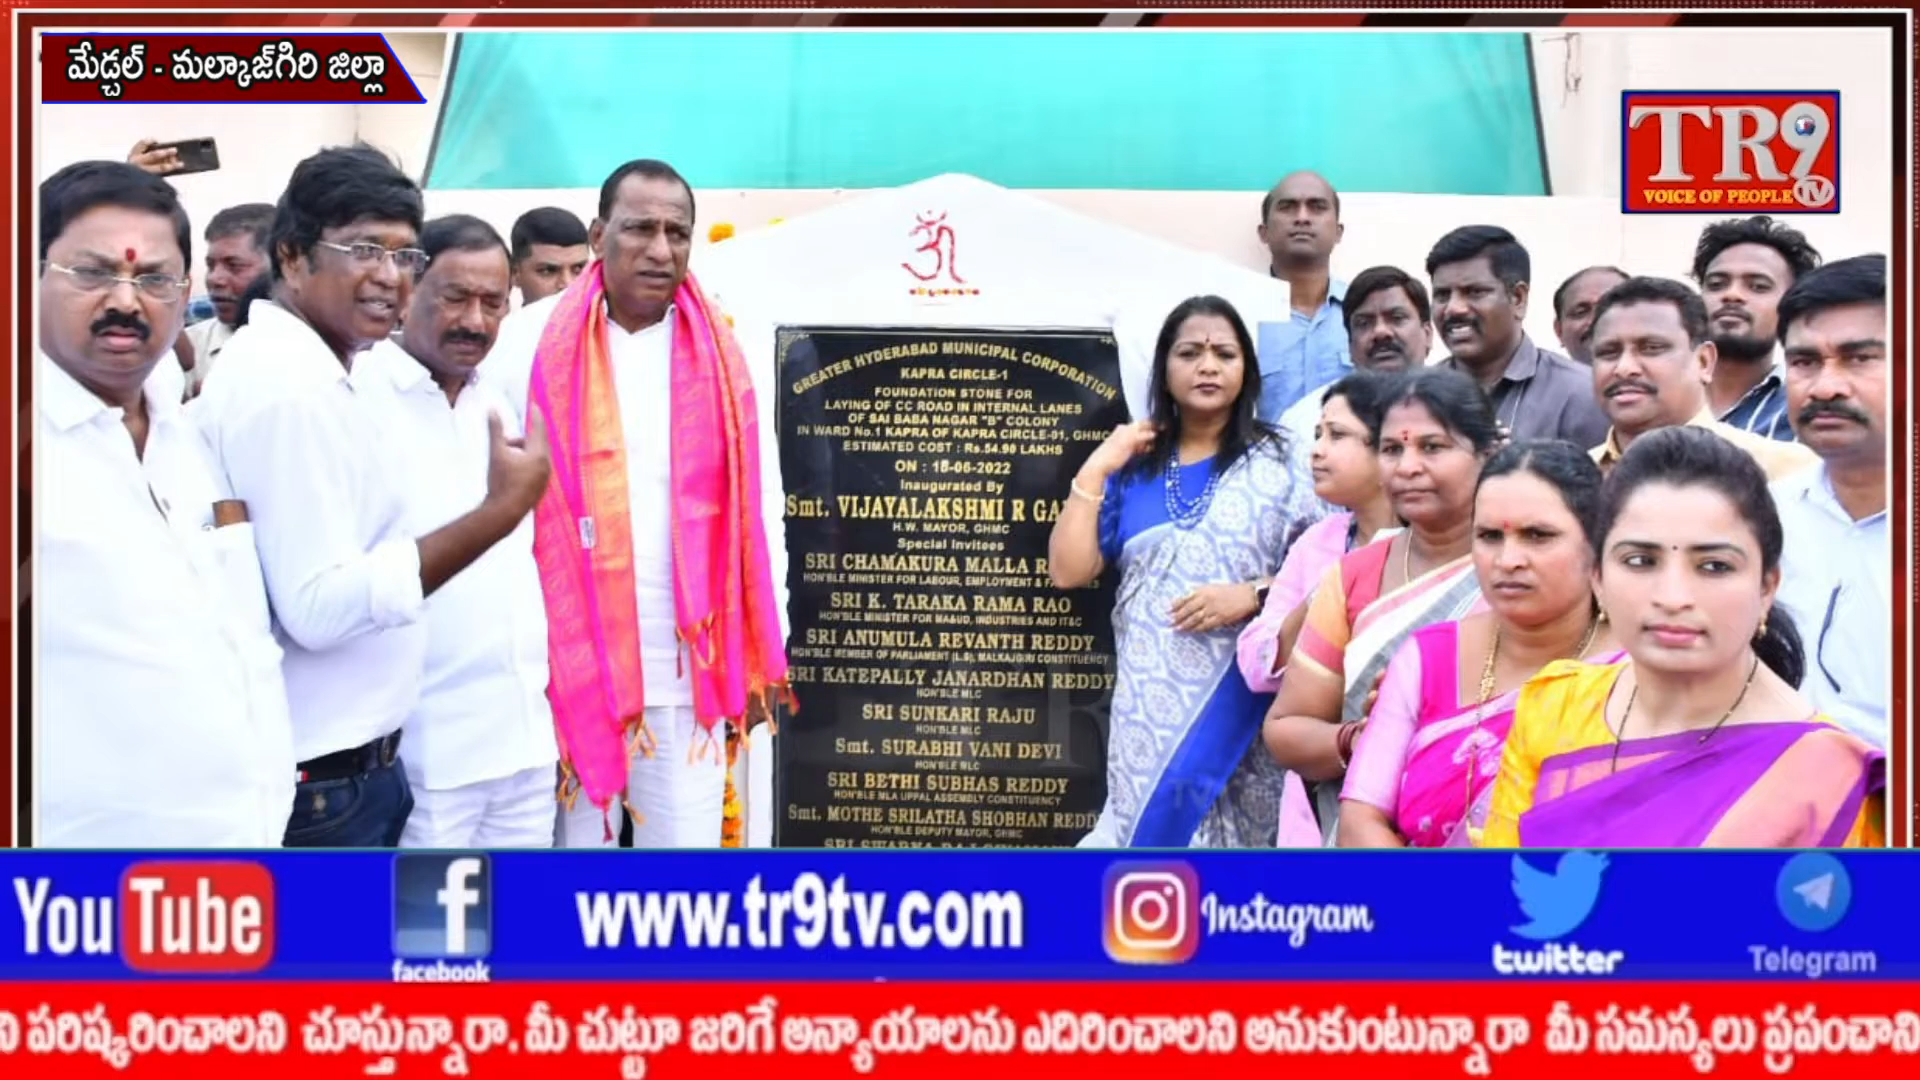 మేడ్చల్ - మల్కాజ్‌గిరి జిల్లా
TR9
TV
VOICE OF PEOPLE
ॐ
GREATER HYDERABAD MUNICIPAL CORPORATION
KAPRA CIRCLE-1
FOUNDATION STONE FOR
LAYING OF CC ROAD IN INTERNAL LANES
OF SAI BABA NAGAR "B" COLONY
IN WARD No.1 KAPRA OF KAPRA CIRCLE-01, GHMC
ESTIMATED COST : Rs.54.90 LAKHS
ON : 18-06-2022
Inaugurated By
Smt. VIJAYALAKSHMI R
H.W. MAYOR, GHMC
Special Invitees
SRI CHAMAKURA MALLA
HON'BLE MINISTER FOR LABOUR, EMPLOYMENT &
SRI K. TARAKA RAMA RAO
HON'BLE MINISTER FOR MA&UD, INDUSTRIES AND IT&C
SRI ANUMULA REVANTH REDDY
HON'BLE MEMBER OF PARLIAMENT (L.S), MALKAJGIRI CONSTITUENCY
SRI KATEPALLY JANARDHAN REDDY
HON'BLE MLC
SRI SUNKARI RAJU
HON'BLE MLC
Smt. SURABHI VANI DEVI
HON'BLE MLC
SRI BETHI SUBHAS REDDY
HON'BLE MLA UPPAL ASSEMBLY CONSTITUENCY
Smt. MOTHE SRILATHA SHOBHAN REDD
HON'BLE DEPUTY MAYOR, GHMC
YouTube
facebook
www.tr9tv.com
Instagram
twitter
Telegram
ని పరిష్కరించాలని చూస్తున్నారా. మీ చుట్టూ జరిగే అన్యాయాలను ఎదిరించాలని అనుకుంటున్నారా మీ సమస్యలు ప్రపంచాని